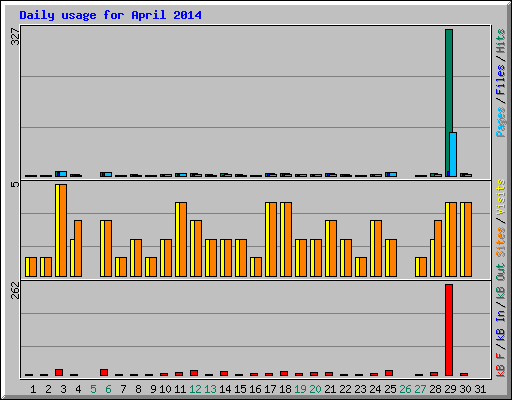 Daily usage for April 2014
327
5
262
Pages / Files / Hits
kB F / kB In / kB Out Sites / Visits
1 2 3 4 5 6 7 8 9 10 11 12 13 14 15 16 17 18 19 20 21 22 23 24 25 26 27 28 29 30 31